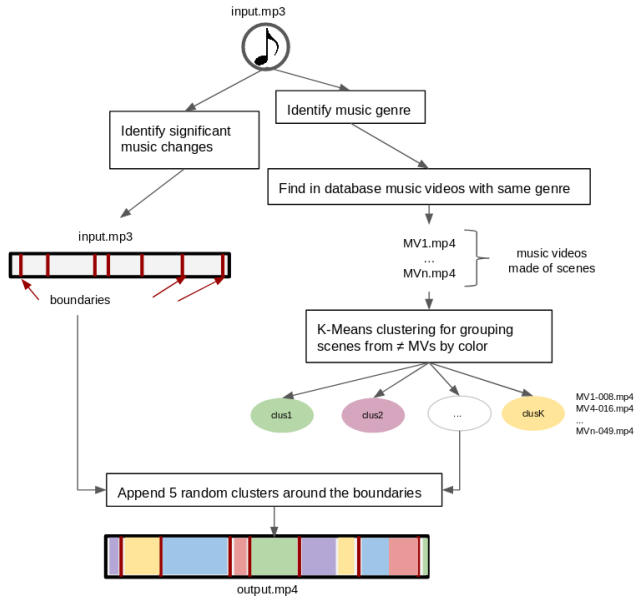 input.mp3
Identify music genre
Identify significant
music changes
Find in database music videos with same genre
input.mp3
MV1.mp4
...
MVn.mp4
music videos
made of scenes
boundaries
K-Means clustering for grouping
scenes from ≠ MVs by color
clus1
clus2
...
clusK
MV1-008.mp4
MV4-016.mp4
...
MVn-049.mp4
Append 5 random clusters around the boundaries
output.mp4